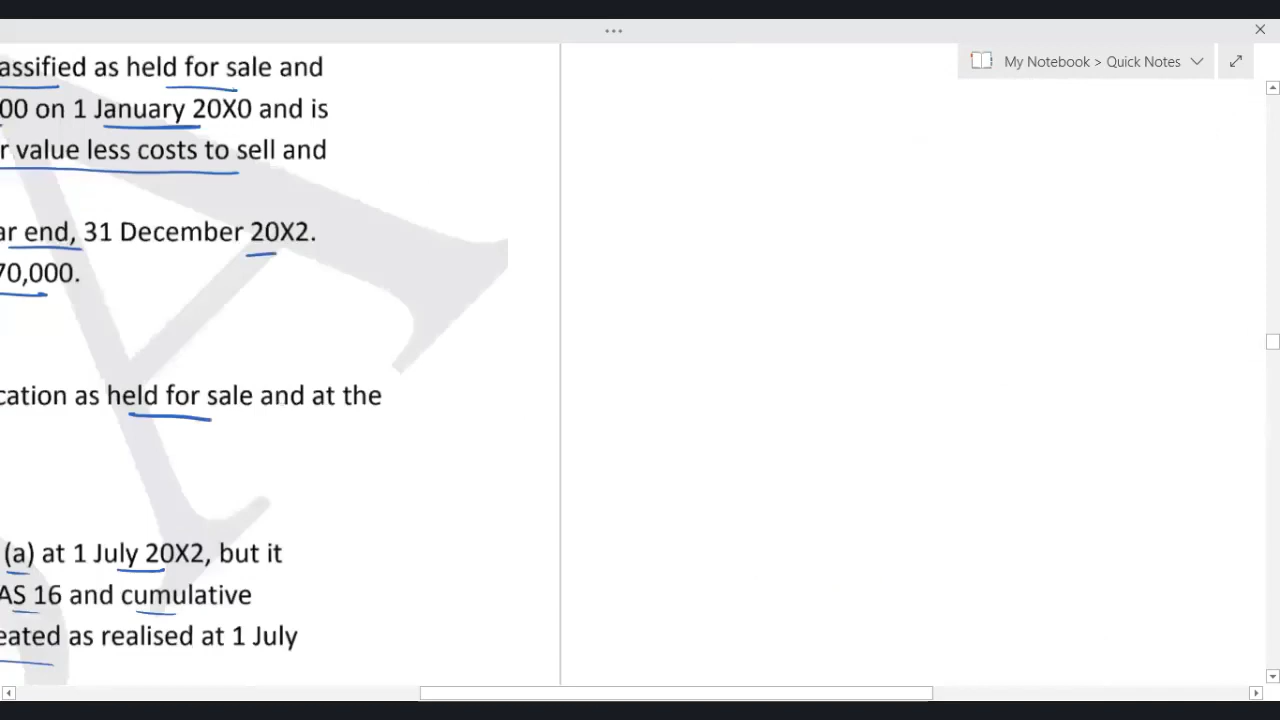 My Notebook > Quick Notes
assified as held for sale and
00 on 1 January 20X0 and is
r value less costs to sell and
ar end, 31 December 20X2.
70,000.
cation as held for sale and at the
(a) at 1 July 20X2, but it
AS 16 and cumulative
eated as realised at 1 July